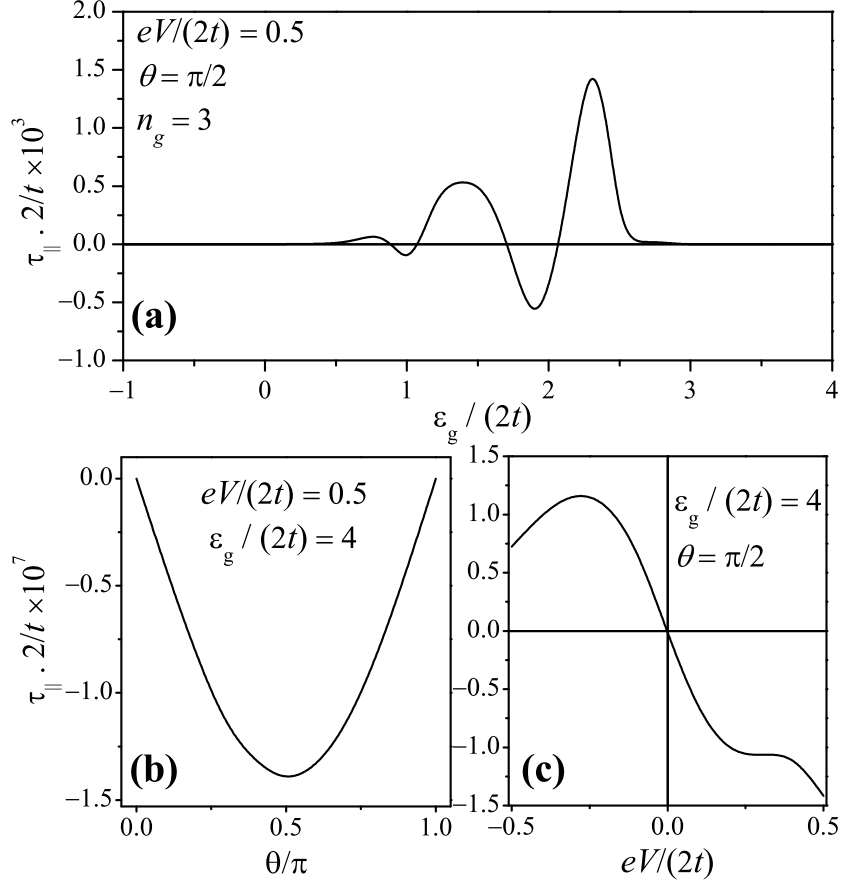 2.0
eV/(2t) = 0.5
1.5
θ = π/2
n_g = 3
1.0
τ_|| . 2/t ×10^3
0.5
0.0
−0.5
(a)
−1.0
−1 0 1 2 3 4
ε_g / (2t)
0.0
eV/(2t) = 0.5
ε_g / (2t) = 4
−0.5
τ_|| . 2/t ×10^7
−1.0
(b)
−1.5
0.0 0.5 1.0
θ/π
1.5
ε_g / (2t) = 4
1.0
θ = π/2
0.5
0.0
−0.5
−1.0
(c)
−1.5
−0.5 0.0 0.5
eV/(2t)